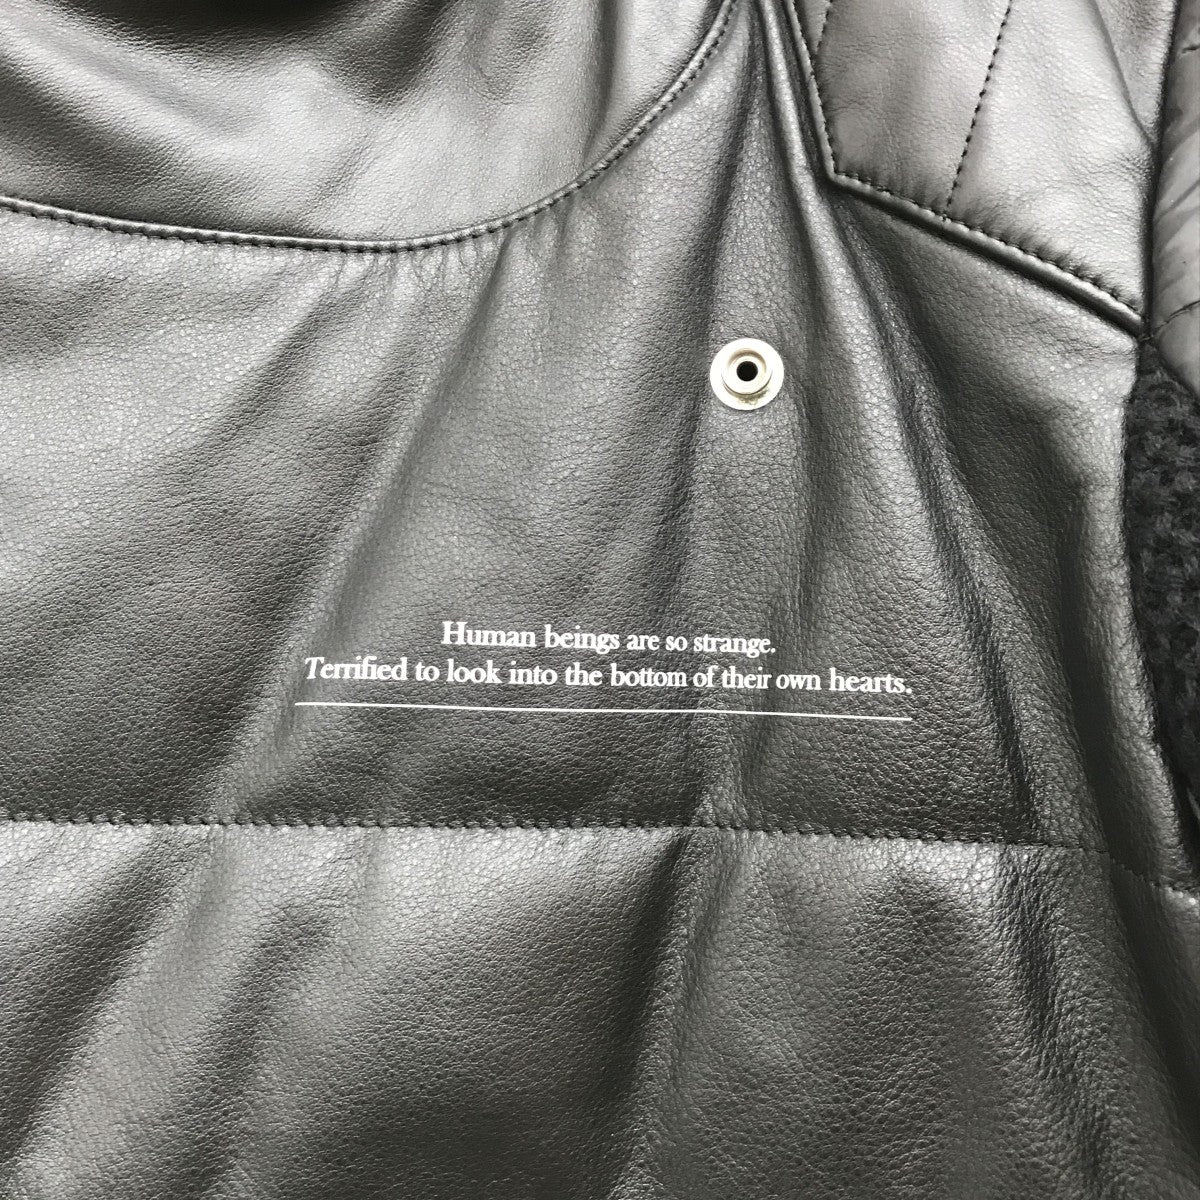 Human beings are so strange.
Terrified to look into the bottom of their own hearts.